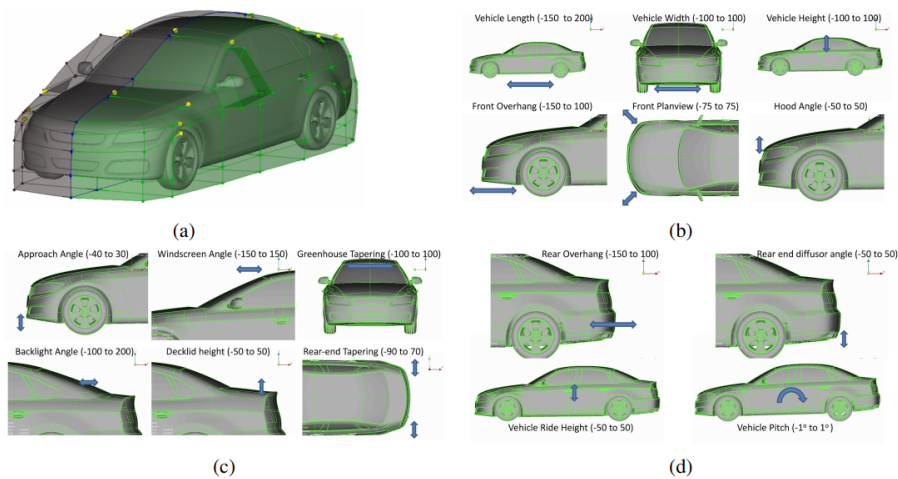 (a)
Vehicle Length (-150 to 200)
Vehicle Width (-100 to 100)
Vehicle Height (-100 to 100)
Front Overhang (-150 to 100)
Front Planview (-75 to 75)
Hood Angle (-50 to 50)
(b)
Approach Angle (-40 to 30)
Windscreen Angle (-150 to 150)
Greenhouse Tapering (-100 to 100)
Backlight Angle (-100 to 200)
Decklid height (-50 to 50)
Rear-end Tapering (-90 to 70)
(c)
Rear Overhang (-150 to 100)
Rear end diffusor angle (-50 to 50)
Vehicle Ride Height (-50 to 50)
Vehicle Pitch (-1° to 1°)
(d)